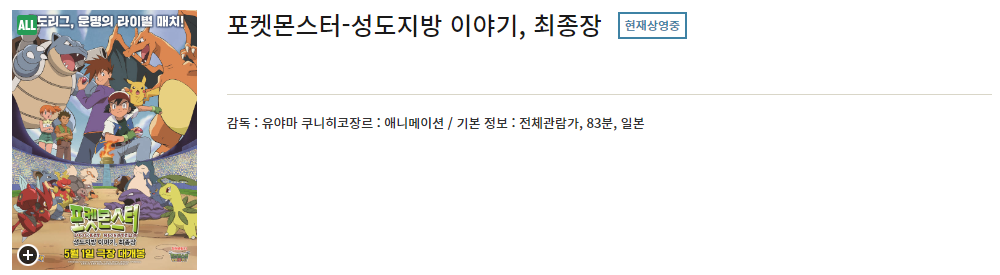 포켓몬스터-성도지방 이야기, 최종장
현재상영중
감독 : 유야마 쿠니히코장르 : 애니메이션 / 기본 정보 : 전체관람가, 83분, 일본
ALL
도리그, 운명의 라이벌 매치!
포켓몬스터
성도지방 이야기, 최종장
5월 1일 극장 대개봉